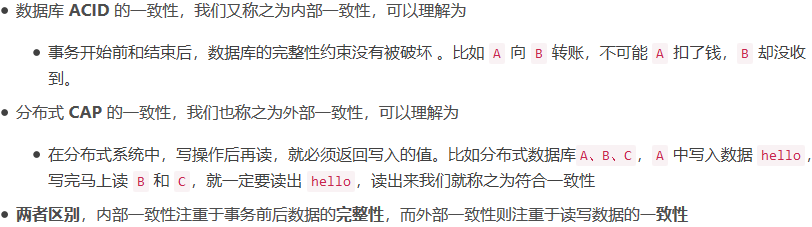 数据库 ACID 的一致性，我们又称之为内部一致性，可以理解为
事务开始前和结束后，数据库的完整性约束没有被破坏 。比如 A 向 B 转账，不可能 A 扣了钱，B 却没收
到。
分布式 CAP 的一致性，我们也称之为外部一致性，可以理解为
在分布式系统中，写操作后再读，就必须返回写入的值。比如分布式数据库A、B、C，A 中写入数据 hello，
写完马上读 B 和 C，就一定要读出 hello，读出来我们就称之为符合一致性
两者区别，内部一致性注重于事务前后数据的完整性，而外部一致性则注重于读写数据的一致性